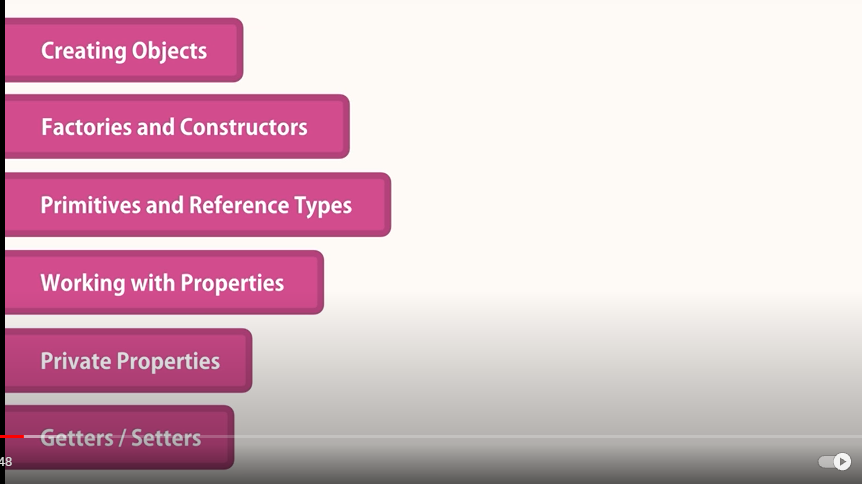 Creating Objects
Factories and Constructors
Primitives and Reference Types
Working with Properties
Private Properties
Getters / Setters
48